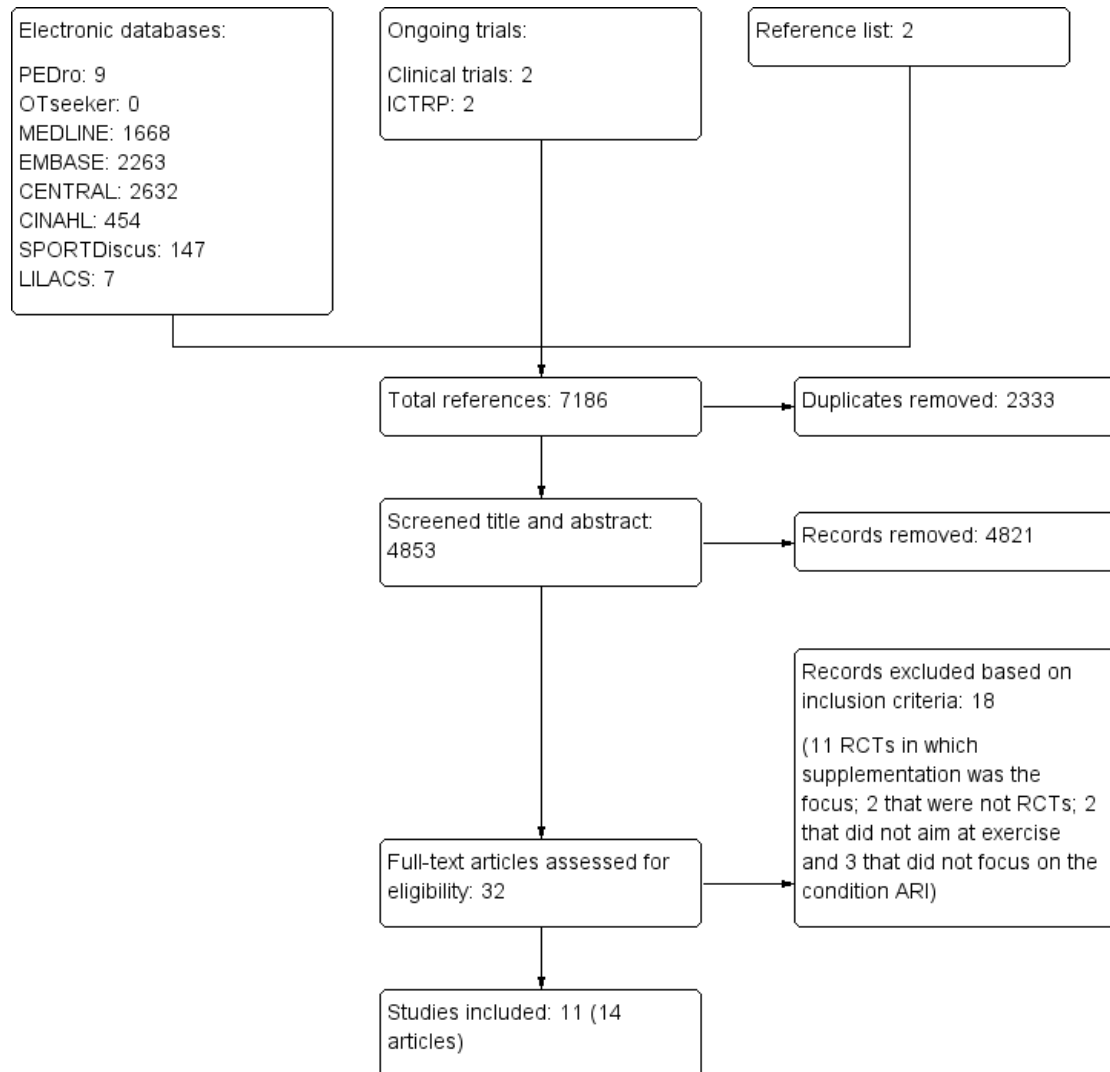 Electronic databases:
PEDro: 9
OTseeker: 0
MEDLINE: 1668
EMBASE: 2263
CENTRAL: 2632
CINAHL: 454
SPORTDiscus: 147
LILACS: 7
Ongoing trials:
Clinical trials: 2
ICTRP: 2
Reference list: 2
Total references: 7186
Duplicates removed: 2333
Screened title and abstract:
4853
Records removed: 4821
Records excluded based on
inclusion criteria: 18
(11 RCTs in which
supplementation was the
focus; 2 that were not RCTs; 2
that did not aim at exercise
and 3 that did not focus on the
condition ARI)
Full-text articles assessed for
eligibility: 32
Studies included: 11 (14
articles)